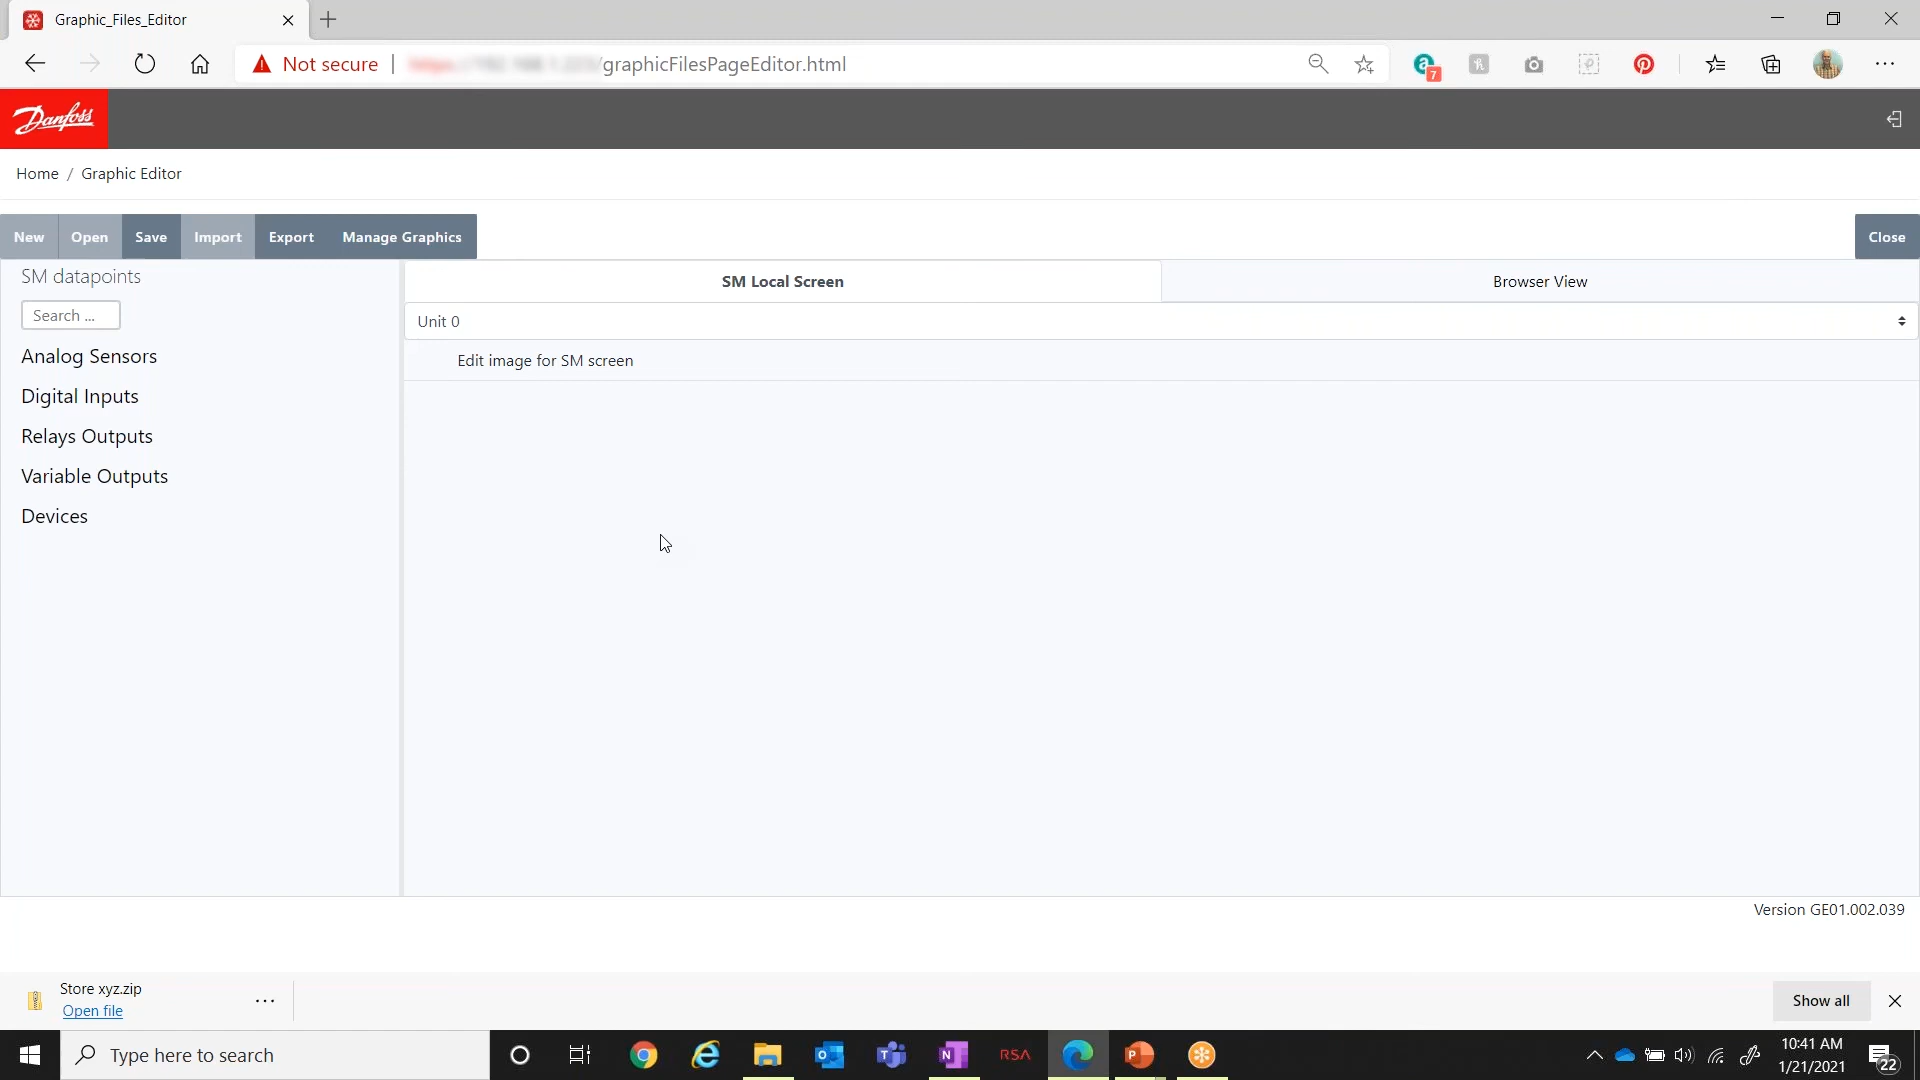 Graphic_Files_Editor
Not secure
/graphicFilesPageEditor.html
7
Danfoss
Home / Graphic Editor
New Open Save Import Export Manage Graphics Close
SM datapoints
Search ...
Analog Sensors
Digital Inputs
Relays Outputs
Variable Outputs
Devices
SM Local Screen Browser View
Unit 0
Edit image for SM screen
Version GE01.002.039
Store xyz.zip
Open file
Show all
Type here to search
RSA
10:41 AM
1/21/2021
22